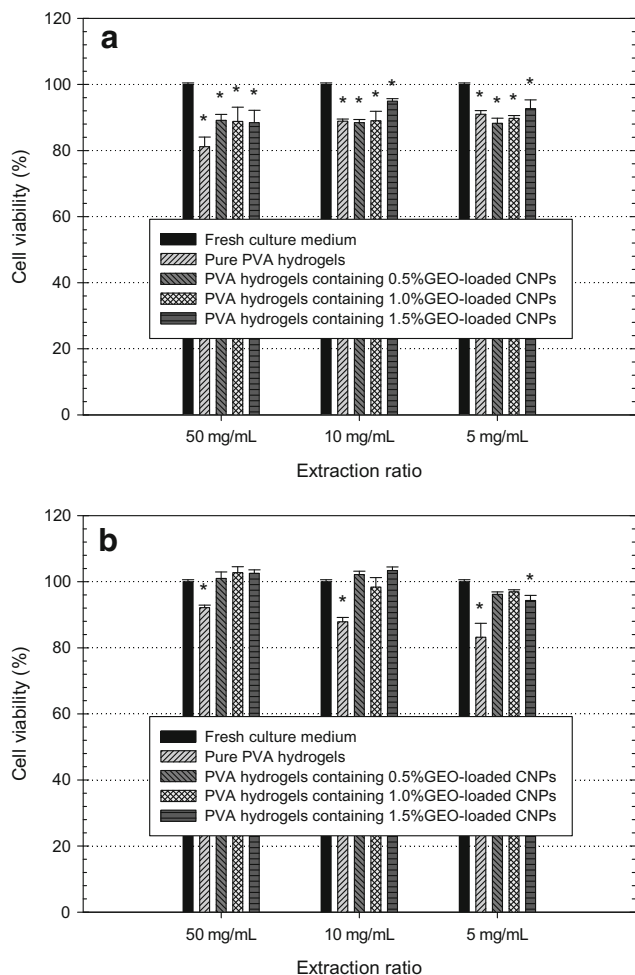 a
120
100
80
60
40
20
0
Cell viability (%)
* * * *
* * * *
* * * *
Fresh culture medium
Pure PVA hydrogels
PVA hydrogels containing 0.5%GEO-loaded CNPs
PVA hydrogels containing 1.0%GEO-loaded CNPs
PVA hydrogels containing 1.5%GEO-loaded CNPs
50 mg/mL 10 mg/mL 5 mg/mL
Extraction ratio
b
120
100
80
60
40
20
0
Cell viability (%)
*
*
* *
Fresh culture medium
Pure PVA hydrogels
PVA hydrogels containing 0.5%GEO-loaded CNPs
PVA hydrogels containing 1.0%GEO-loaded CNPs
PVA hydrogels containing 1.5%GEO-loaded CNPs
50 mg/mL 10 mg/mL 5 mg/mL
Extraction ratio